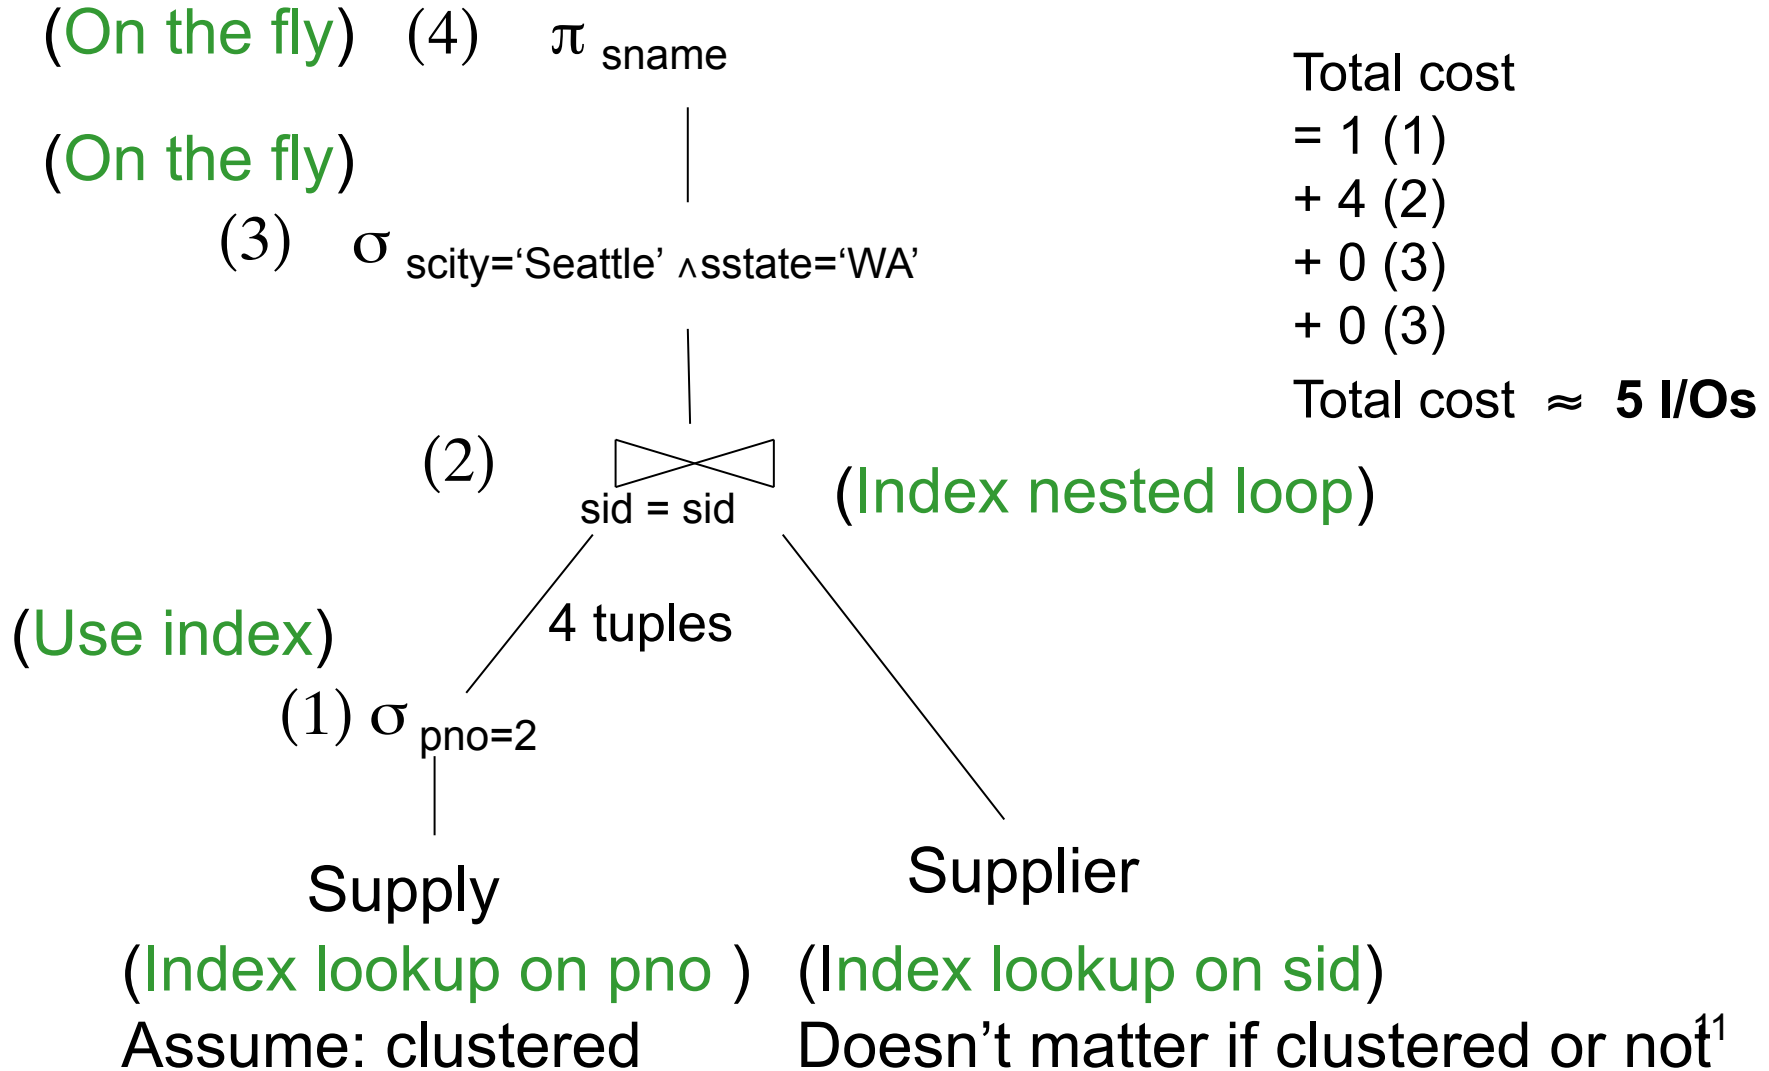 (On the fly) (4) π sname
(On the fly)
(3) σ scity=‘Seattle’ ∧sstate=‘WA’
(2)
sid = sid
(Index nested loop)
4 tuples
(Use index)
(1) σ pno=2
Supply
(Index lookup on pno )
Assume: clustered
Supplier
(Index lookup on sid)
Doesn’t matter if clustered or not
Total cost
= 1 (1)
+ 4 (2)
+ 0 (3)
+ 0 (3)
Total cost ≈ 5 I/Os
11